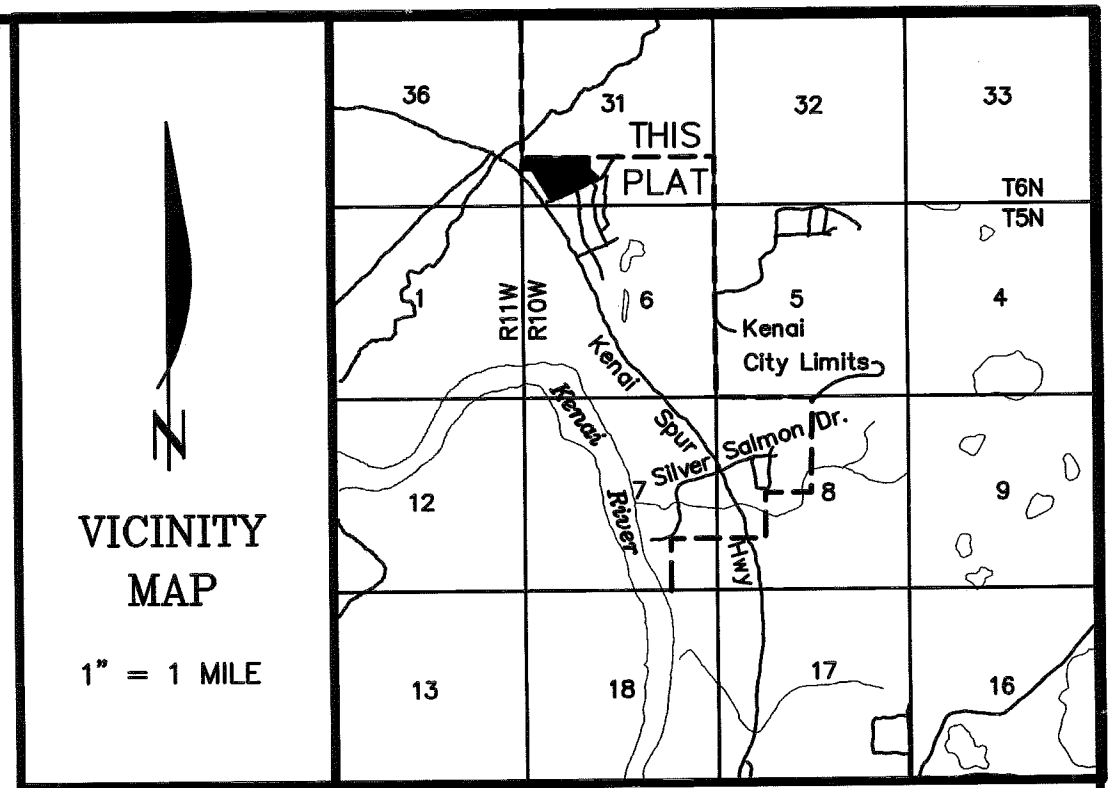 VICINITY
MAP
1" = 1 MILE
N
36
31
32
33
THIS
PLAT
T6N
T5N
1
R11W
R10W
6
5
4
Kenai
City Limits
Kenai Spur Hwy
Kenai River
Silver Salmon Dr.
12
7
8
9
13
18
17
16